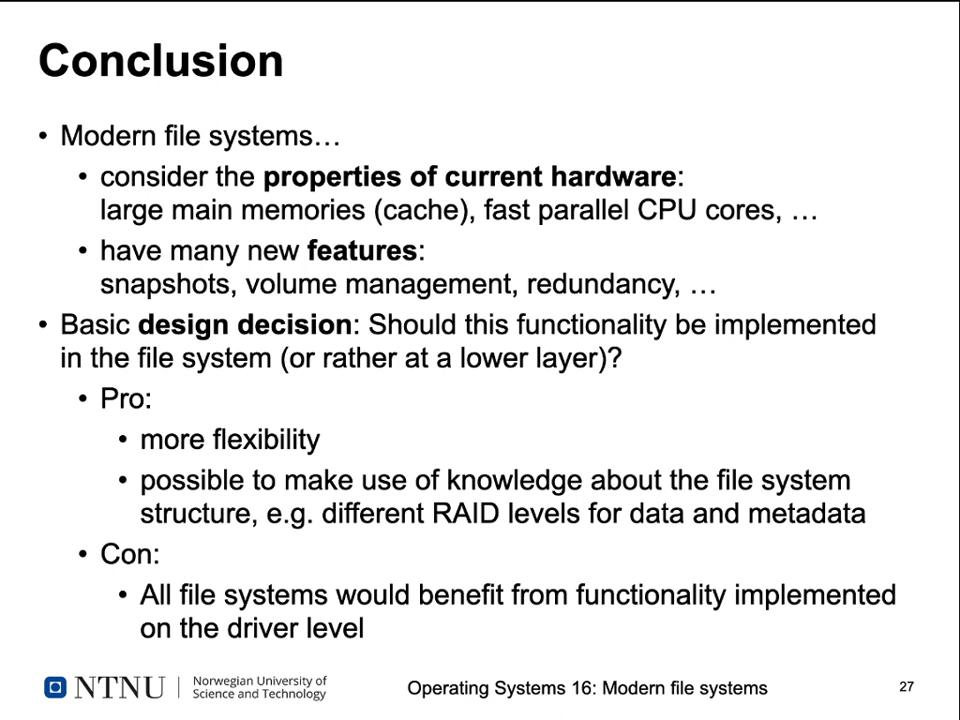 Conclusion
• Modern file systems…
• consider the properties of current hardware:
large main memories (cache), fast parallel CPU cores, …
• have many new features:
snapshots, volume management, redundancy, …
• Basic design decision: Should this functionality be implemented
in the file system (or rather at a lower layer)?
• Pro:
• more flexibility
• possible to make use of knowledge about the file system
structure, e.g. different RAID levels for data and metadata
• Con:
• All file systems would benefit from functionality implemented
on the driver level
NTNU
Norwegian University of
Science and Technology
Operating Systems 16: Modern file systems
27